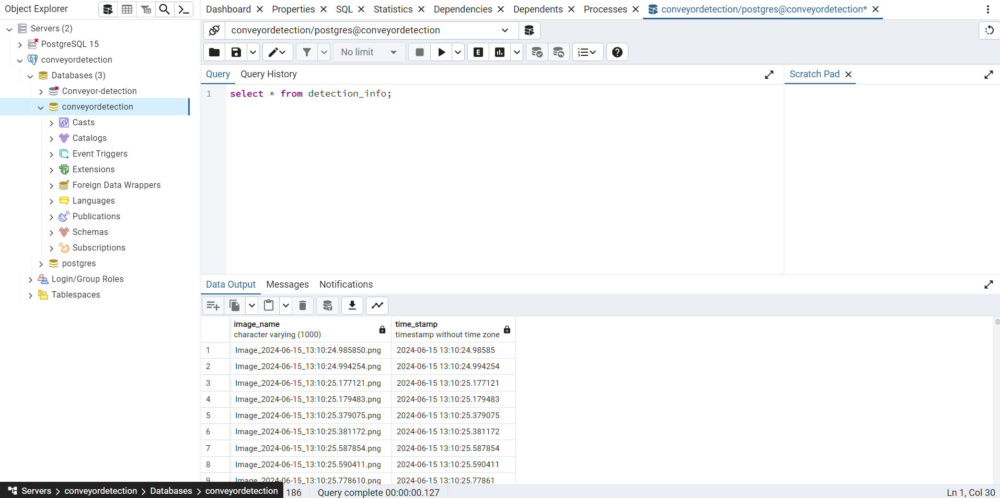 Object Explorer
Servers (2)
PostgreSQL 15
conveyordetection
Databases (3)
Conveyor-detection
conveyordetection
Casts
Catalogs
Event Triggers
Extensions
Foreign Data Wrappers
Languages
Publications
Schemas
Subscriptions
postgres
Login/Group Roles
Tablespaces
Dashboard Properties SQL Statistics Dependencies Dependents Processes conveyordetection/postgres@conveyordetection*
conveyordetection/postgres@conveyordetection
No limit
E
Query Query History
Scratch Pad
1 select * from detection_info;
Data Output Messages Notifications
image_name time_stamp
character varying (1000) timestamp without time zone
1 Image_2024-06-15_13:10:24.985850.png 2024-06-15 13:10:24.98585
2 Image_2024-06-15_13:10:24.994254.png 2024-06-15 13:10:24.994254
3 Image_2024-06-15_13:10:25.177121.png 2024-06-15 13:10:25.177121
4 Image_2024-06-15_13:10:25.179483.png 2024-06-15 13:10:25.179483
5 Image_2024-06-15_13:10:25.379075.png 2024-06-15 13:10:25.379075
6 Image_2024-06-15_13:10:25.381172.png 2024-06-15 13:10:25.381172
7 Image_2024-06-15_13:10:25.587854.png 2024-06-15 13:10:25.587854
8 Image_2024-06-15_13:10:25.590411.png 2024-06-15 13:10:25.590411
9 Image_2024-06-15_13:10:25.778610.png 2024-06-15 13:10:25.77861
Servers conveyordetection Databases conveyordetection 186 Query complete 00:00:00.127 Ln 1, Col 30